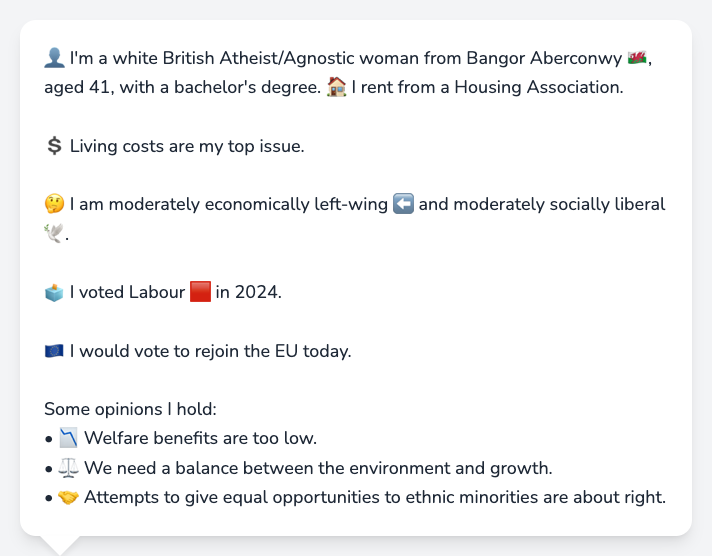 👤 I'm a white British Atheist/Agnostic woman from Bangor Aberconwy 🏴󠁧󠁢󠁷󠁬󠁳󠁿,
aged 41, with a bachelor's degree. 🏠 I rent from a Housing Association.
💲 Living costs are my top issue.
🤔 I am moderately economically left-wing ⬅️ and moderately socially liberal
🕊️.
🗳️ I voted Labour 🟥 in 2024.
🇪🇺 I would vote to rejoin the EU today.
Some opinions I hold:
• 📉 Welfare benefits are too low.
• ⚖️ We need a balance between the environment and growth.
• 🤝 Attempts to give equal opportunities to ethnic minorities are about right.